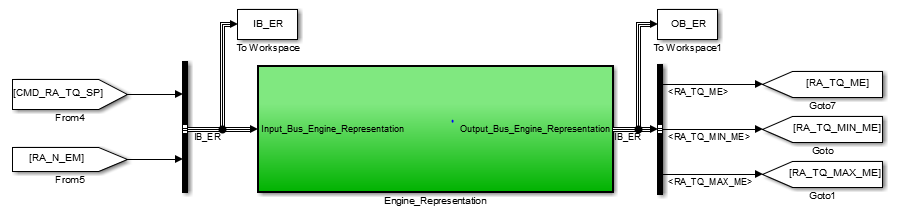 IB_ER
To Workspace
OB_ER
To Workspace1
[CMD_RA_TQ_SP]
From4
[RA_N_EM]
From5
IB_ER
Input_Bus_Engine_Representation
Output_Bus_Engine_Representation
Engine_Representation
IB_ER
<RA_TQ_ME>
[RA_TQ_ME]
Goto7
<RA_TQ_MIN_ME>
[RA_TQ_MIN_ME]
Goto
<RA_TQ_MAX_ME>
[RA_TQ_MAX_ME]
Goto1